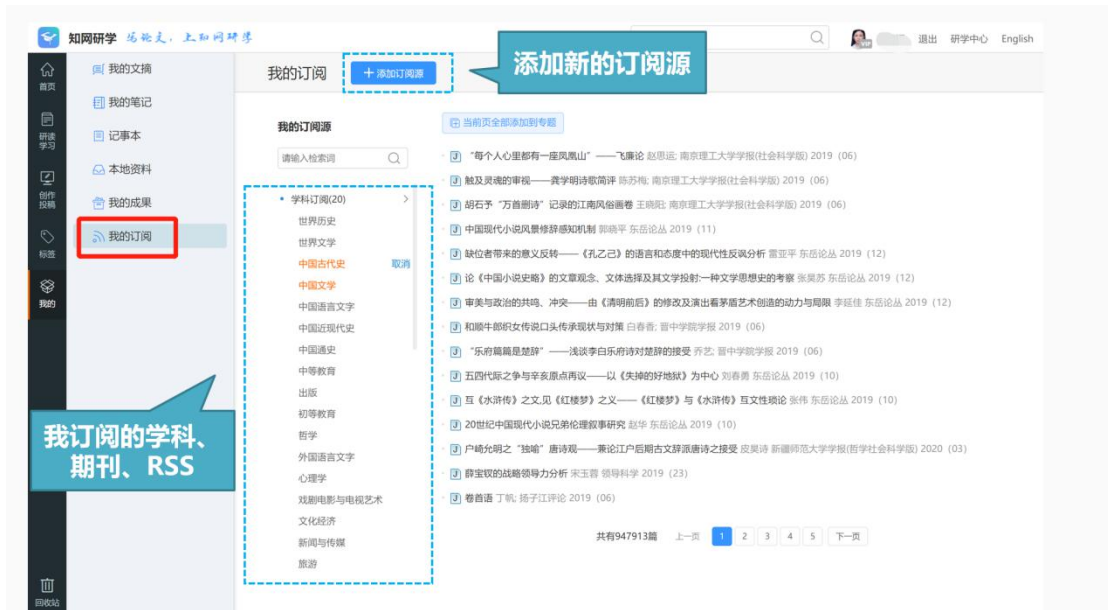 知网研学 写论文，上知网研学
退出 研学中心 English
首页
研读学习
创作投稿
标签
我的
回收站
我的文摘
我的笔记
记事本
本地资料
我的成果
我的订阅
我的订阅 +添加订阅源
添加新的订阅源
我的订阅源
请输入检索词
学科订阅(20)
世界历史
世界文学
中国古代史 取消
中国文学
中国语言文字
中国近现代史
中国通史
中等教育
出版
初等教育
哲学
外国语言文字
心理学
戏剧电影与电视艺术
文化经济
新闻与传媒
旅游
我订阅的学科、
期刊、RSS
当前页全部添加到专题
“每个人心里都有一座凤凰山”——飞廉论 赵思运; 南京理工大学学报(社会科学版) 2019（06）
触及灵魂的审视——龚学明诗歌简评 陈苏梅; 南京理工大学学报(社会科学版) 2019（06）
胡石予“万首蒯诗”记录的江南风俗画卷 王晓阳; 南京理工大学学报(社会科学版) 2019（06）
中国现代小说风景修辞感知机制 郭晓平 东岳论丛 2019（11）
缺位者带来的意义反转——《孔乙己》的语言和态度中的现代性反讽分析 雷亚平 东岳论丛 2019（12）
论《中国小说史略》的文章观念、文体选择及其文学投射:一种文学思想史的考察 张昊苏 东岳论丛 2019（12）
审美与政治的共鸣、冲突——由《清明前后》的修改及演出看茅盾艺术创造的动力与局限 李延佳 东岳论丛 2019（12）
和顺牛郎织女传说口头传承现状与对策 白春香; 晋中学院学报 2019（06）
“乐府篇篇是楚辞”——浅谈李白乐府诗对楚辞的接受 乔艺; 晋中学院学报 2019（06）
五四代际之争与辛亥原点再议——以《失掉的好地狱》为中心 刘春勇 东岳论丛 2019（10）
互《水浒传》之文,见《红楼梦》之义——《红楼梦》与《水浒传》互文性琐论 张伟 东岳论丛 2019（10）
20世纪中国现代小说兄弟伦理叙事研究 赵华 东岳论丛 2019（10）
户崎允明之“独喻”唐诗观——兼论江户后期古文辞派唐诗之接受 皮昊诗 新疆师范大学学报(哲学社会科学版) 2020（03）
薛宝钗的战略领导力分析 宋玉蓉 领导科学 2019（23）
卷首语 丁帆; 扬子江评论 2019（06）
共有947913篇 上一页 1 2 3 4 5 下一页